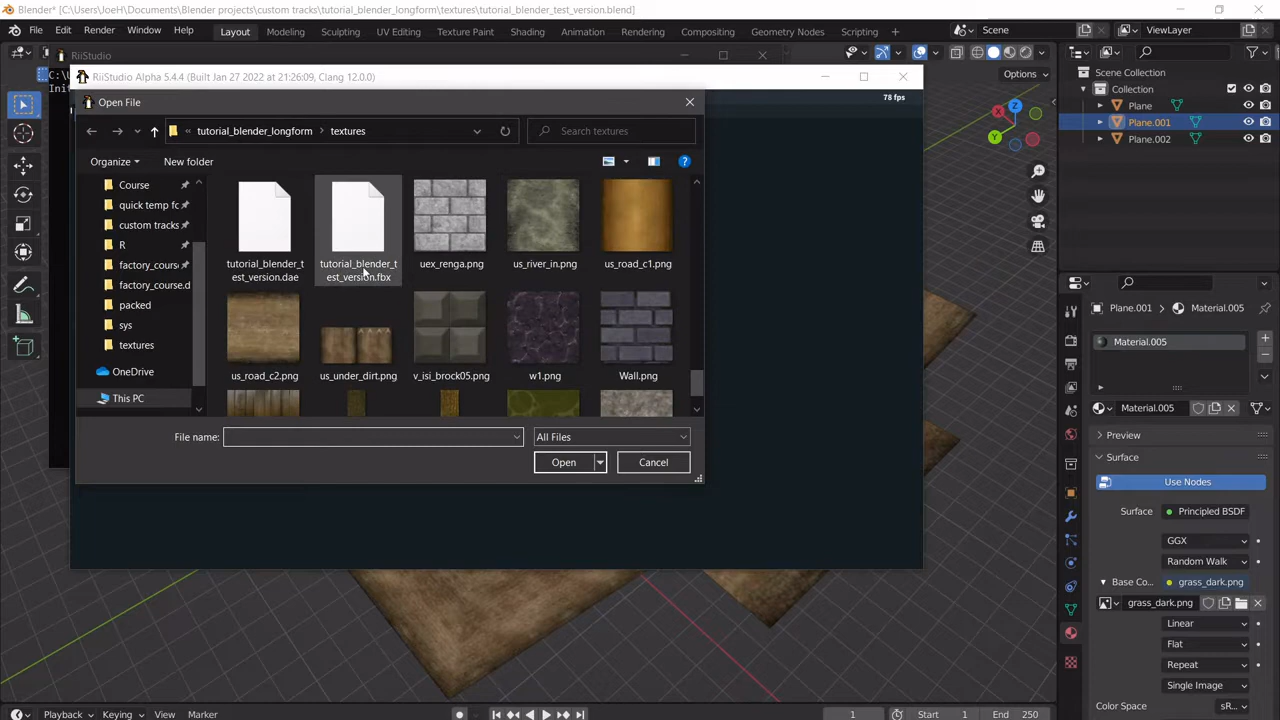 Blender* [C:\Users\JoeH\Documents\Blender projects\custom tracks\tutorial_blender_longform\textures\tutorial_blender_test_version.blend]
File Edit Render Window Help Layout Modeling Sculpting UV Editing Texture Paint Shading Animation Rendering Compositing Geometry Nodes Scripting Scene ViewLayer
RiiStudio
C:\U
Ini
RiiStudio Alpha 5.4.4 (Built Jan 27 2022 at 21:26:09, Clang 12.0.0)
78 fps
Options
Open File
« tutorial_blender_longform › textures
Search textures
Organize
New folder
Course
quick temp fc
custom tracks
R
factory_course
factory_course.d
packed
sys
textures
OneDrive
This PC
tutorial_blender_t
est_version.dae
tutorial_blender_t
est_version.fbx
uex_renga.png
us_river_in.png
us_road_c1.png
us_road_c2.png
us_under_dirt.png
v_isi_brock05.png
w1.png
Wall.png
File name:
All Files
Open
Cancel
X
Y
Z
Scene Collection
Collection
Plane
Plane.001
Plane.002
Plane.001 › Material.005
Material.005
Material.005
Preview
Surface
Use Nodes
Surface Principled BSDF
GGX
Random Walk
Base Co... grass_dark.png
grass_dark.png
Linear
Flat
Repeat
Single Image
Color Space sR...
Playback Keying View Marker 1 Start 1 End 250